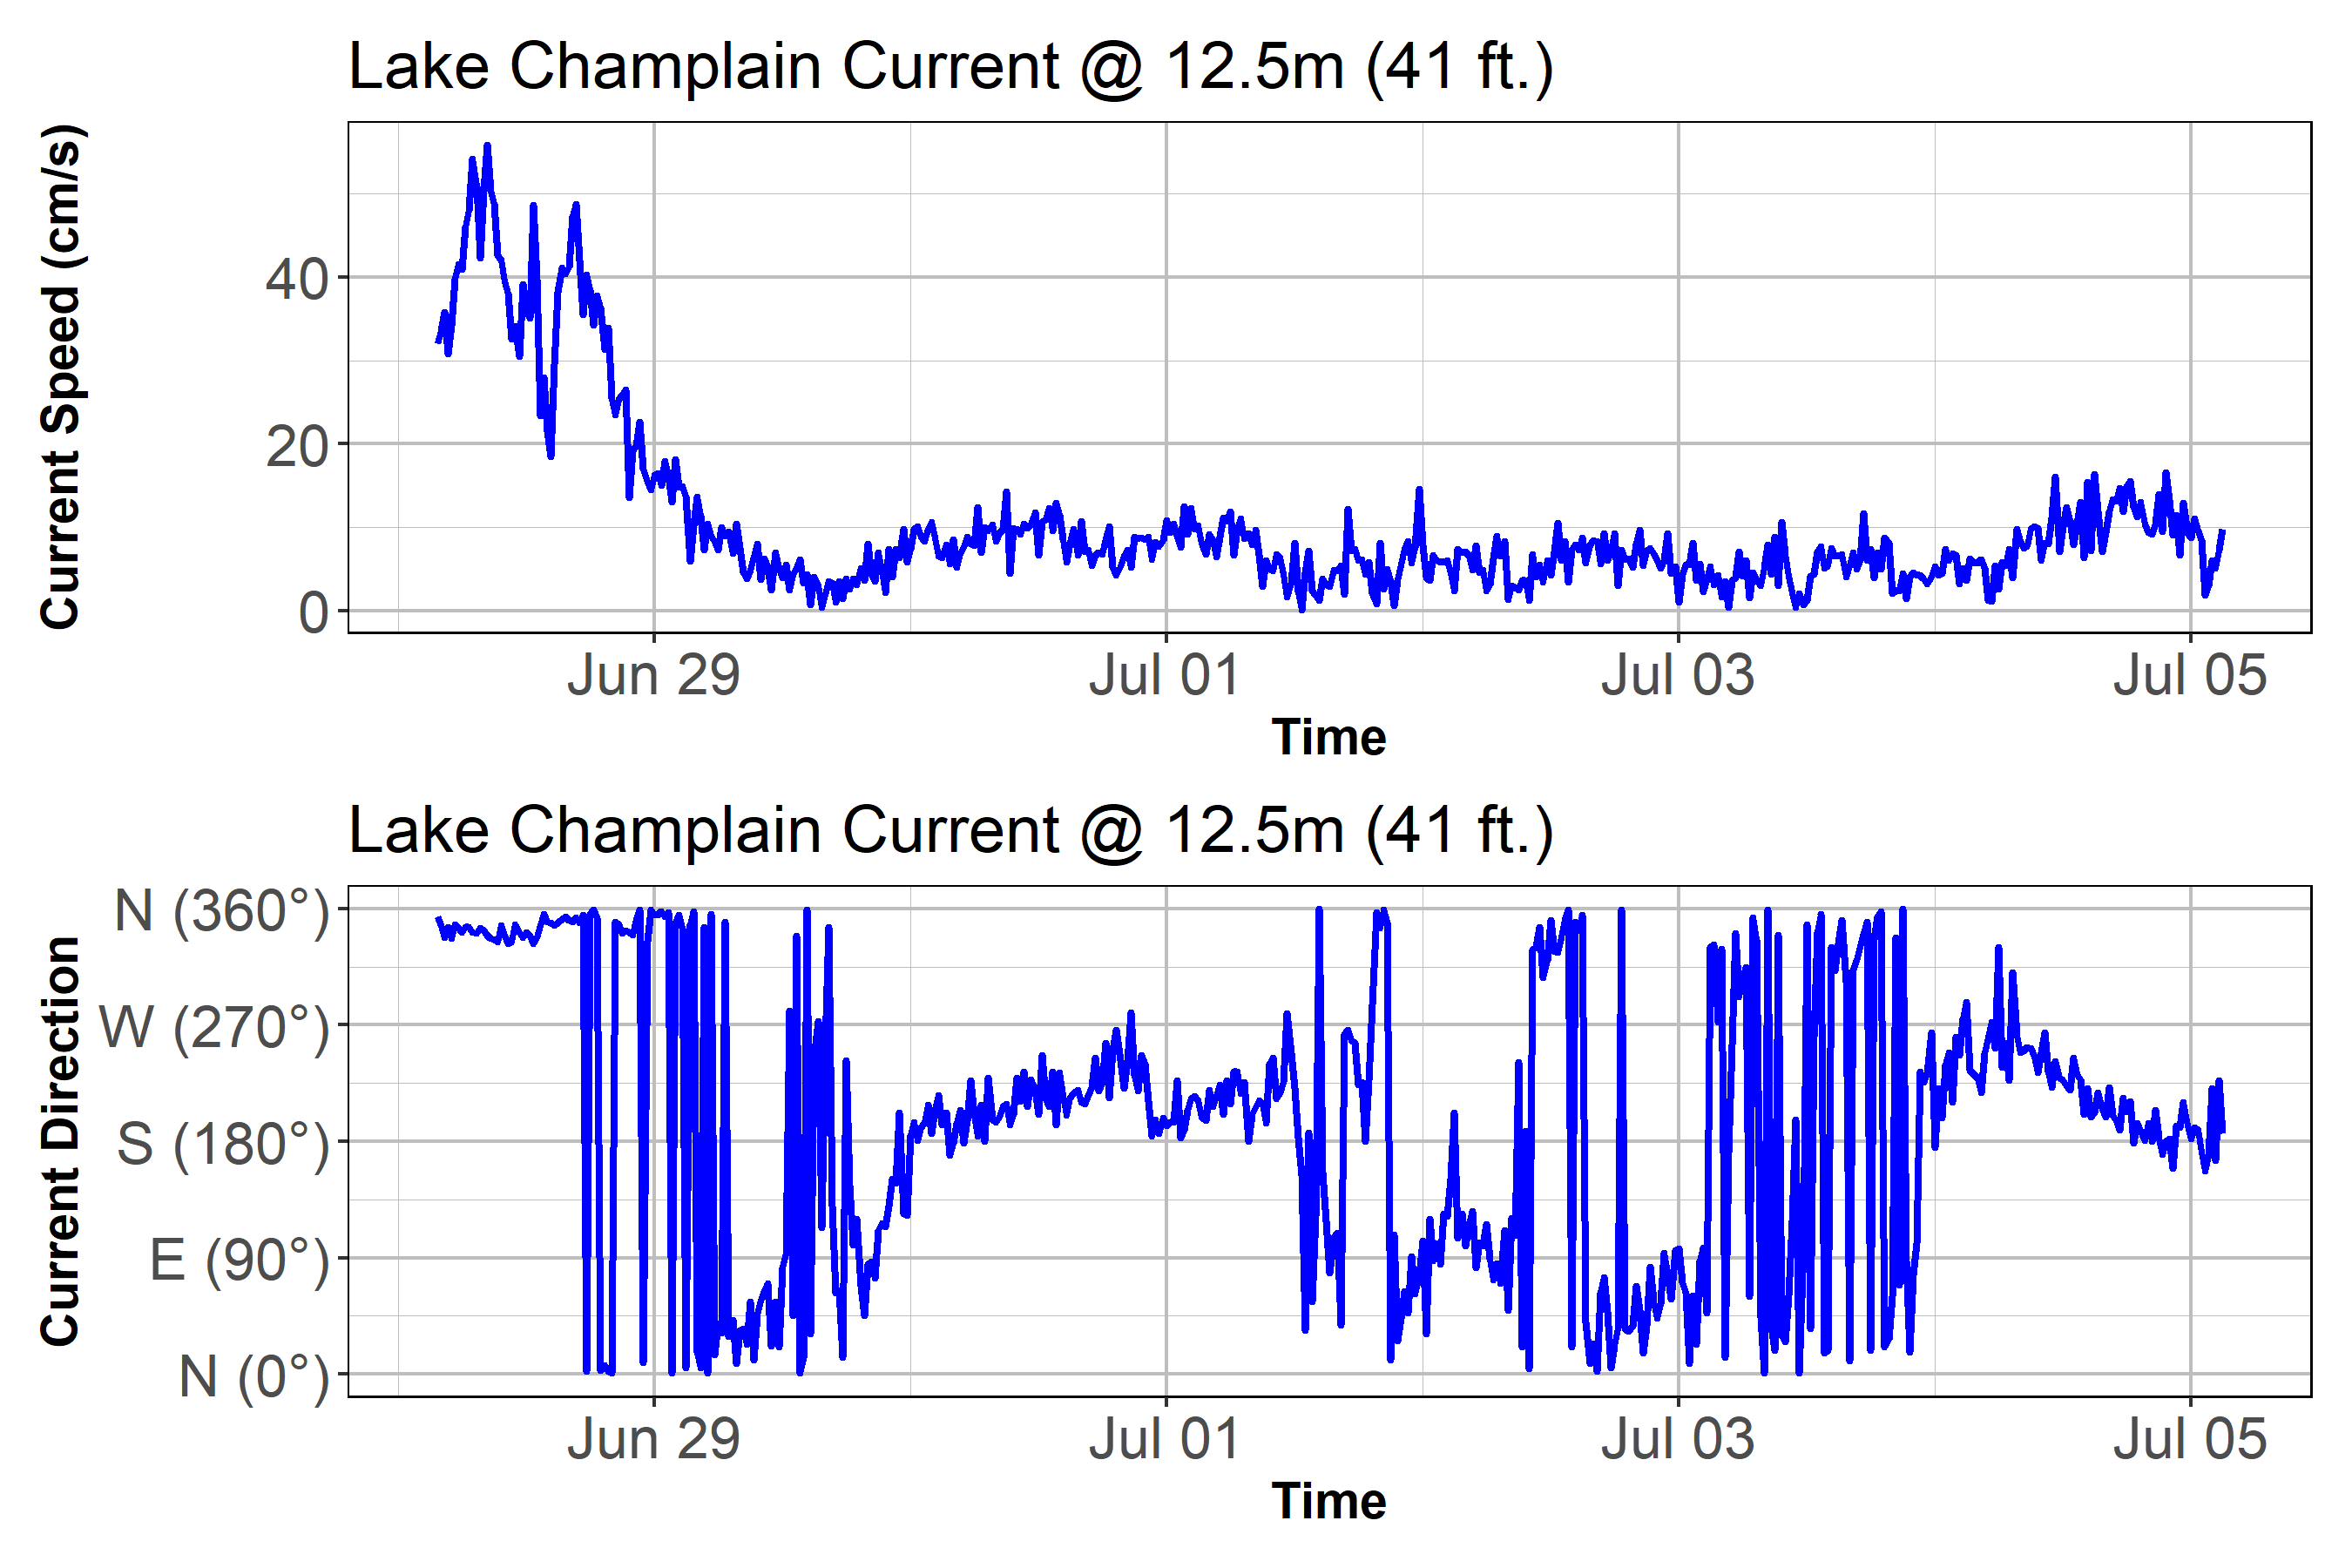 Lake Champlain Current @ 12.5m (41 ft.)
Current Speed (cm/s)
40
20
0
Jun 29 Jul 01 Jul 03 Jul 05
Time
Lake Champlain Current @ 12.5m (41 ft.)
Current Direction
N (360°)
W (270°)
S (180°)
E (90°)
N (0°)
Jun 29 Jul 01 Jul 03 Jul 05
Time